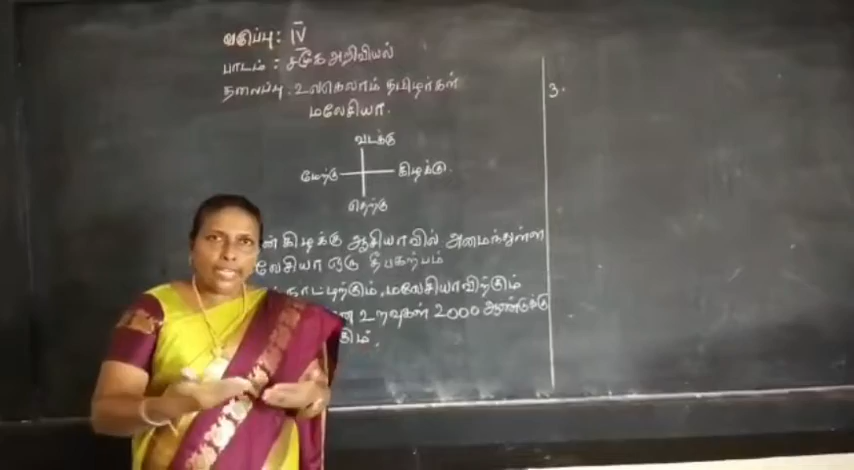 வகுப்பு: IV
பாடம் : சமூக அறிவியல்
தலைப்பு : உலகெலாம் தமிழர்கள்
மலேசியா.
வடக்கு
மேற்கு கிழக்கு.
தெற்கு
ன் கிழக்கு ஆசியாவில் அமைந்துள்ள
லேசியா ஒரு தீபகற்பம்
நாட்டிற்கும், மலேசியாவிற்கும்
ன உறவுகள் 2000 ஆண்டுக்கு
3.